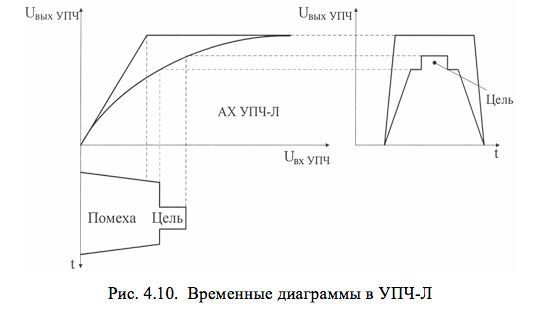 Uвых УПЧ
Uвых УПЧ
Цель
АХ УПЧ-Л
Uвх УПЧ
t
Помеха Цель
t
Рис. 4.10. Временные диаграммы в УПЧ-Л